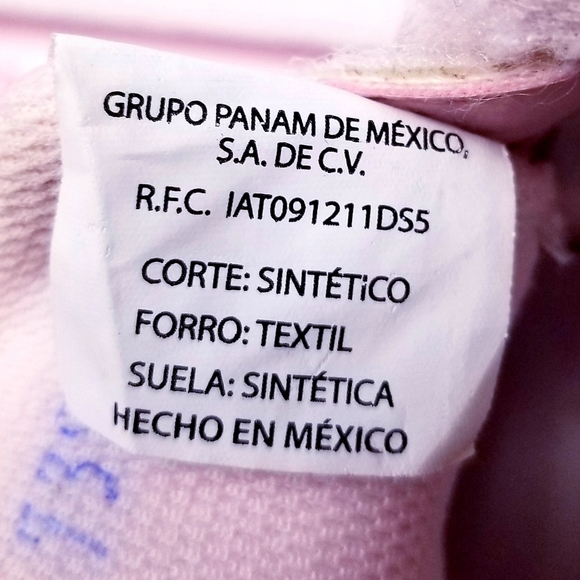 GRUPO PANAM DE MÉXICO,
S.A. DE C.V.
R.F.C. IAT091211DS5
CORTE: SINTÉTiCO
FORRO: TEXTIL
SUELA: SINTÉTICA
HECHO EN MÉXICO